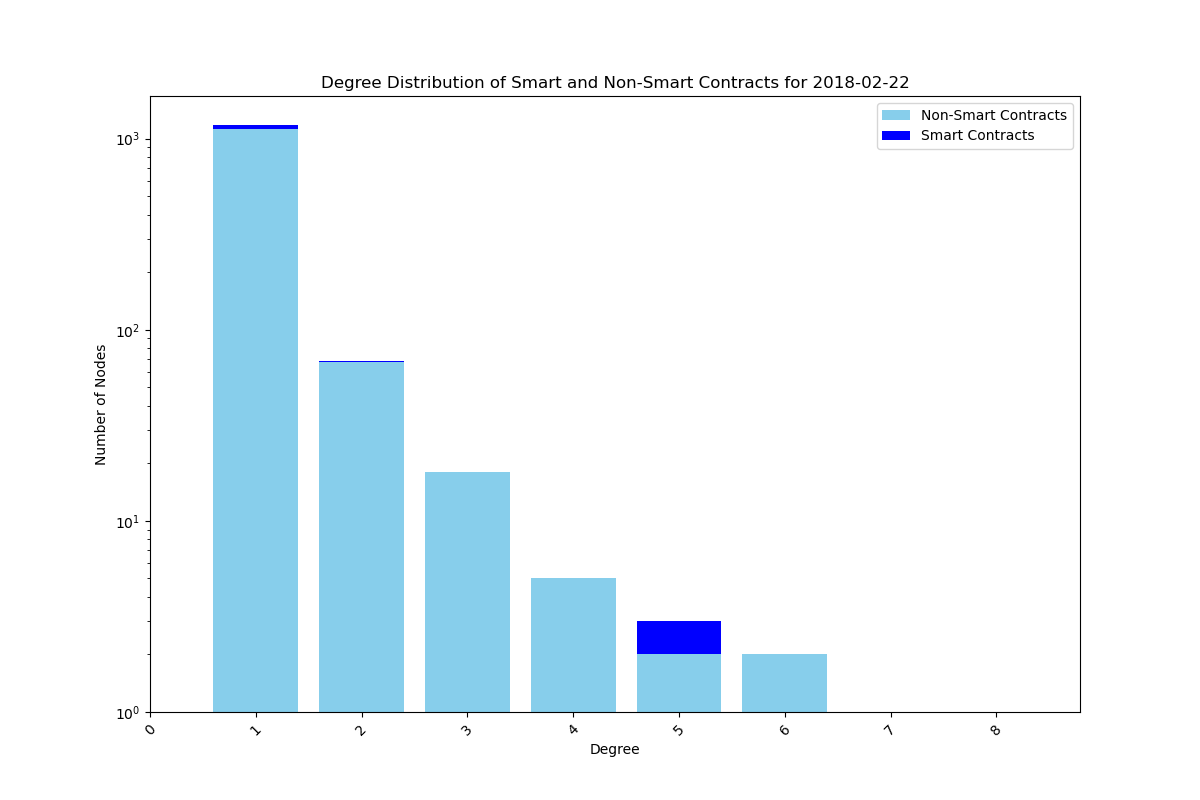 Degree Distribution of Smart and Non-Smart Contracts for 2018-02-22
Non-Smart Contracts
Smart Contracts
Number of Nodes
10³
10²
10¹
10⁰
0 1 2 3 4 5 6 7 8
Degree